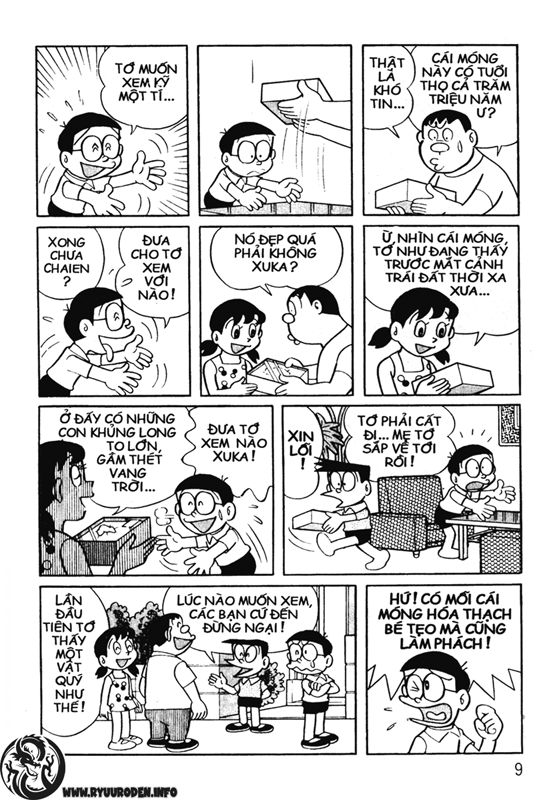 TỚ MUỐN
XEM KỸ
MỘT TÍ...
THẬT
LÀ
KHÓ
TIN...
CÁI MÓNG
NÀY CÓ TUỔI
THỌ CẢ TRĂM
TRIỆU NĂM
Ư?
XONG
CHƯA
CHAIEN
?
ĐƯA
CHO TỚ
XEM
VỚI
NÀO!
NÓ ĐẸP QUÁ
PHẢI KHÔNG
XUKA?
Ừ, NHÌN CÁI MÓNG,
TỚ NHƯ ĐANG THẤY
TRƯỚC MẮT CẢNH
TRÁI ĐẤT THỜI XA
XƯA...
Ở ĐẤY CÓ NHỮNG
CON KHỦNG LONG
TO LỚN,
GẦM THÉT
VANG
TRỜI...
ĐƯA TỚ
XEM NÀO
XUKA!
XIN
LỖI
!
TỚ PHẢI CẤT
ĐI... MẸ TỚ
SẮP VỀ TỚI
RỒI!
LẦN
ĐẦU
TIÊN TỚ
THẤY
MỘT
VẬT
QUÝ
NHƯ
THẾ!
LÚC NÀO MUỐN XEM,
CÁC BẠN CỨ ĐẾN
ĐỪNG NGẠI!
HỨ! CÓ MỖI CÁI
MÓNG HÓA THẠCH
BÉ TẸO MÀ CŨNG
LÀM PHÁCH!
9
WWW.RYUURODEN.INFO